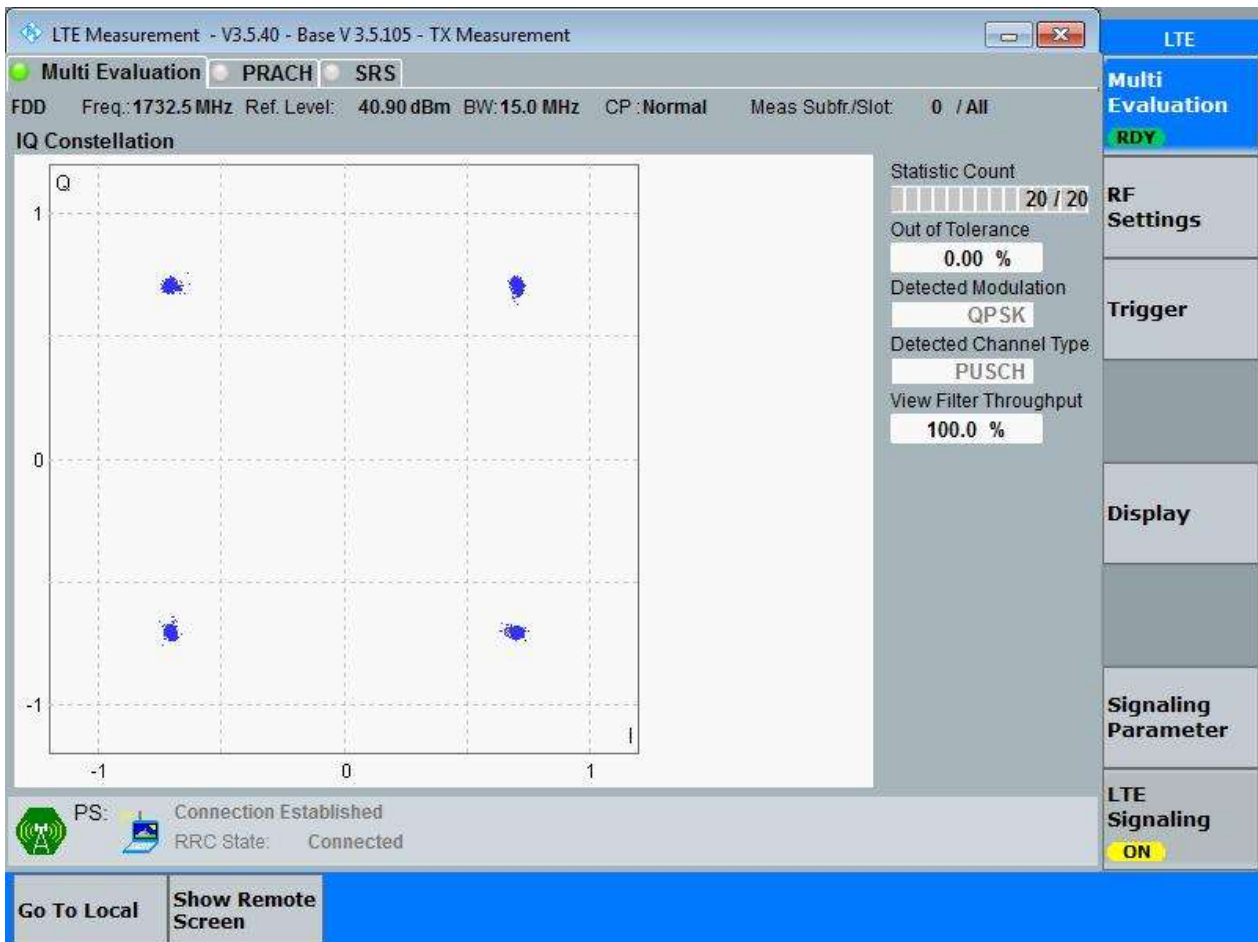 LTE Measurement - V3.5.40 - Base V 3.5.105 - TX Measurement
LTE
Multi Evaluation PRACH SRS
Multi
Evaluation
RDY
FDD Freq.: 1732.5 MHz Ref. Level: 40.90 dBm BW: 15.0 MHz CP : Normal Meas Subfr./Slot: 0 / All
IQ Constellation
Q
1
0
-1
I
-1 0 1
Statistic Count
20 / 20
Out of Tolerance
0.00 %
Detected Modulation
QPSK
Detected Channel Type
PUSCH
View Filter Throughput
100.0 %
RF
Settings
Trigger
Display
Signaling
Parameter
LTE
Signaling
ON
PS: Connection Established
RRC State: Connected
Go To Local
Show Remote
Screen